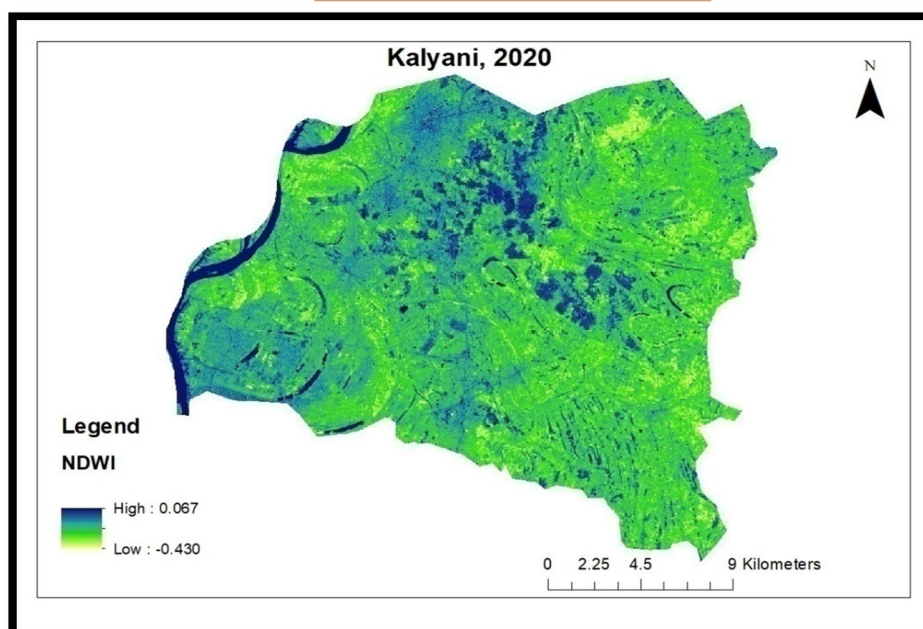 Kalyani, 2020
N
Legend
NDWI
High : 0.067
Low : -0.430
0 2.25 4.5 9 Kilometers